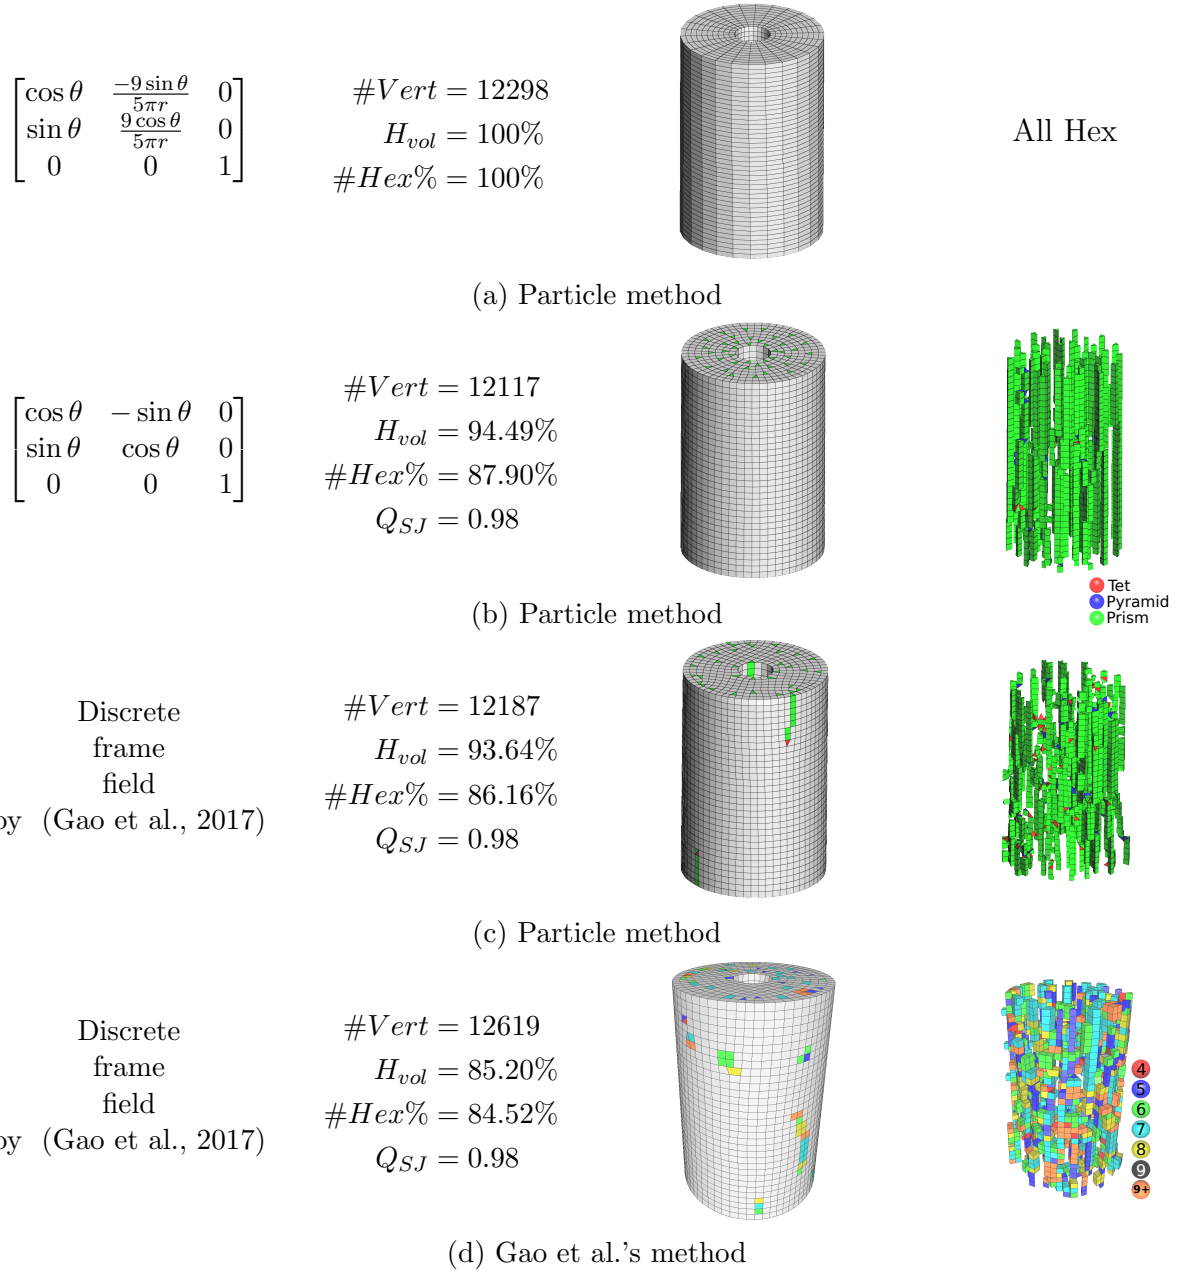 [cos θ  −9 sin θ / 5πr  0]
[sin θ  9 cos θ / 5πr  0]
[0  0  1]
#Vert = 12298
H_vol = 100%
#Hex% = 100%
All Hex
(a) Particle method
[cos θ  − sin θ  0]
[sin θ  cos θ  0]
[0  0  1]
#Vert = 12117
H_vol = 94.49%
#Hex% = 87.90%
Q_SJ = 0.98
Tet
Pyramid
Prism
(b) Particle method
Discrete
frame
field
by (Gao et al., 2017)
#Vert = 12187
H_vol = 93.64%
#Hex% = 86.16%
Q_SJ = 0.98
(c) Particle method
Discrete
frame
field
by (Gao et al., 2017)
#Vert = 12619
H_vol = 85.20%
#Hex% = 84.52%
Q_SJ = 0.98
4
5
6
7
8
9
9+
(d) Gao et al.'s method